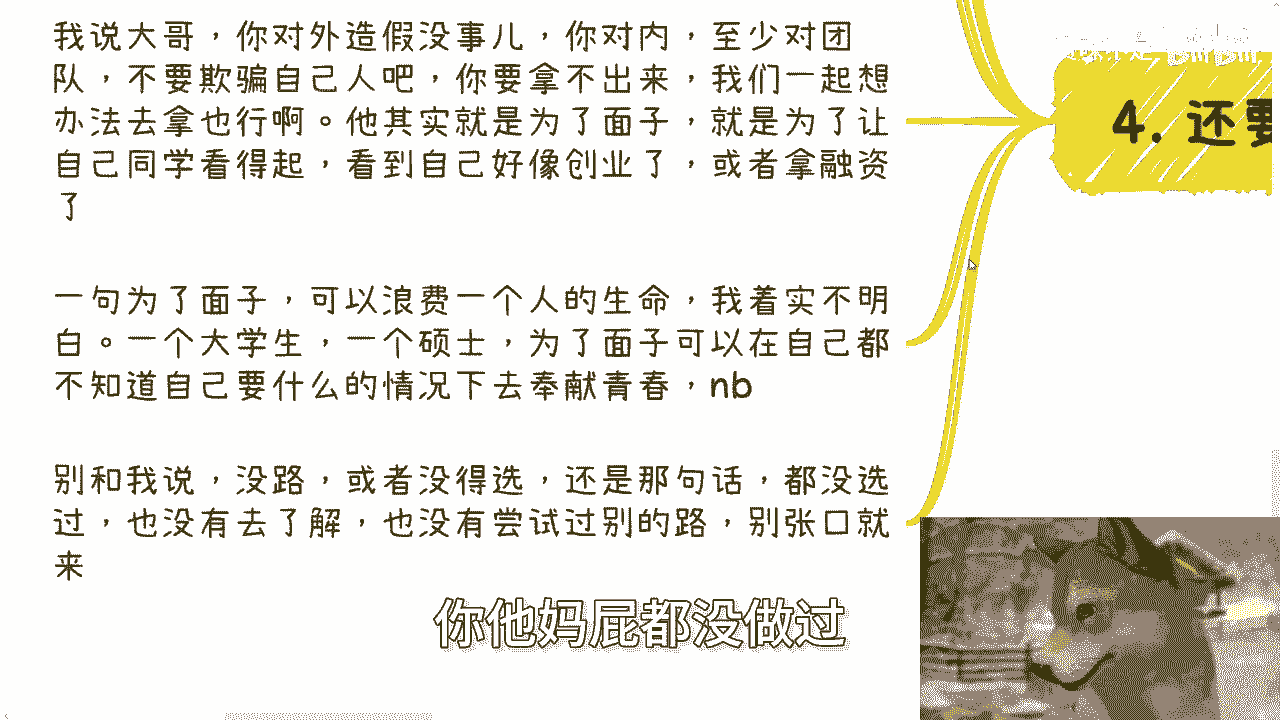 我说大哥，你对外造假没事儿，你对内，至少对团
队，不要欺骗自己人吧，你要拿不出来，我们一起想
办法去拿也行啊。他其实就是为了面子，就是为了让
自己同学看得起，看到自己好像创业了，或者拿融资
了
4. 还要
一句为了面子，可以浪费一个人的生命，我着实不明
白。一个大学生，一个硕士，为了面子可以在自己都
不知道自己要什么的情况下去奉献青春，nb
别和我说，没路，或者没得选，还是那句话，都没选
过，也没有去了解，也没有尝试过别的路，别张口就
来
你他妈屁都没做过